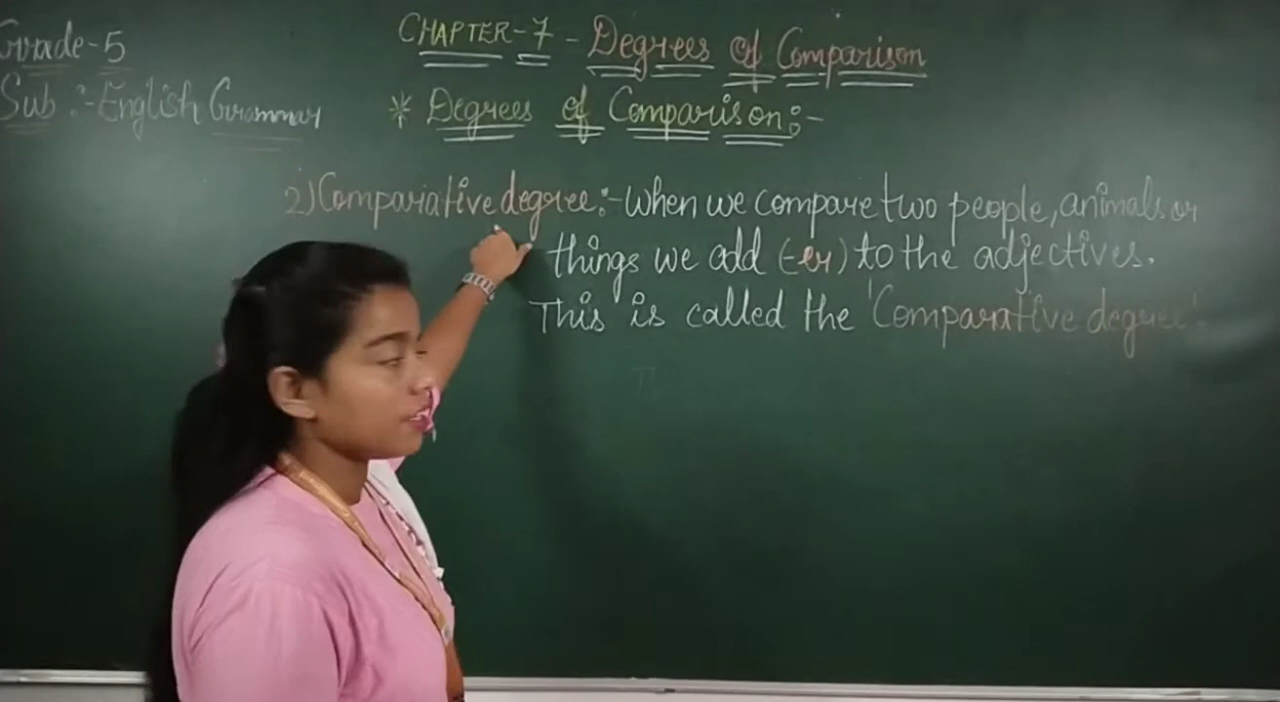 Grade-5
Sub :- English Grammar
CHAPTER-7 - Degrees of Comparison
* Degrees of Comparison:-
2) Comparative degree:- When we compare two people, animals or
things we add (-er) to the adjectives.
This is called the 'Comparative degree'.